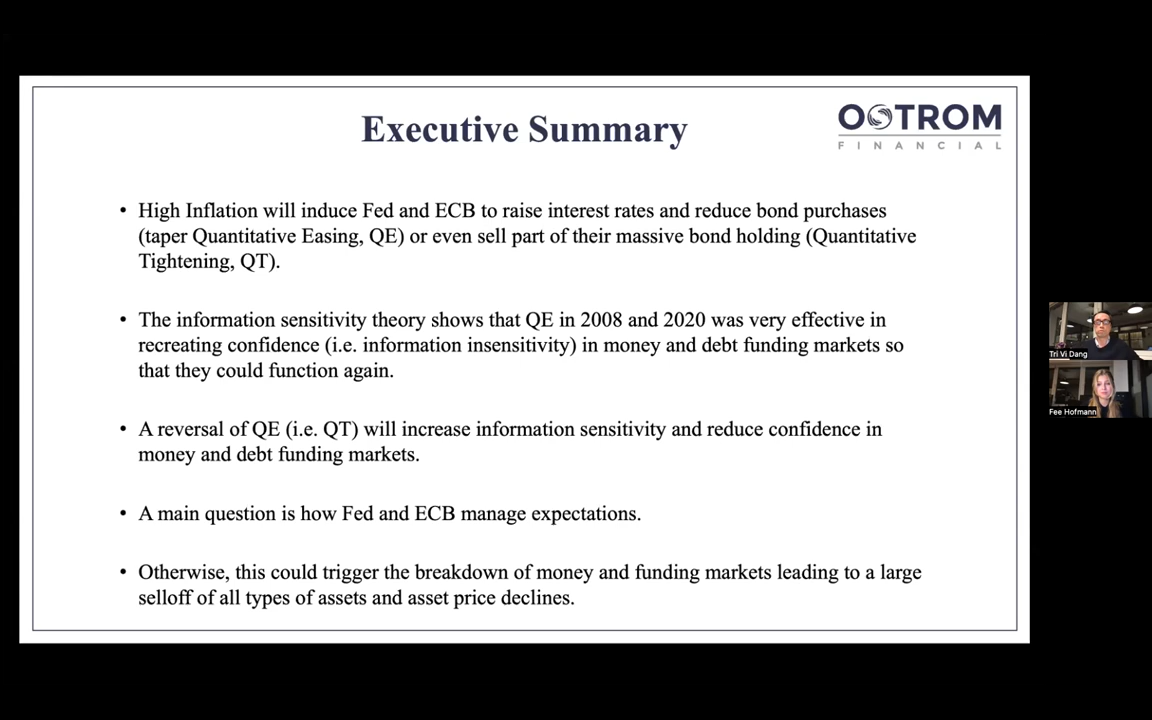 Executive Summary
OSTROM
FINANCIAL
• High Inflation will induce Fed and ECB to raise interest rates and reduce bond purchases
(taper Quantitative Easing, QE) or even sell part of their massive bond holding (Quantitative
Tightening, QT).
• The information sensitivity theory shows that QE in 2008 and 2020 was very effective in
recreating confidence (i.e. information insensitivity) in money and debt funding markets so
that they could function again.
• A reversal of QE (i.e. QT) will increase information sensitivity and reduce confidence in
money and debt funding markets.
• A main question is how Fed and ECB manage expectations.
• Otherwise, this could trigger the breakdown of money and funding markets leading to a large
selloff of all types of assets and asset price declines.
Tri Vi Dang
Fee Hofmann